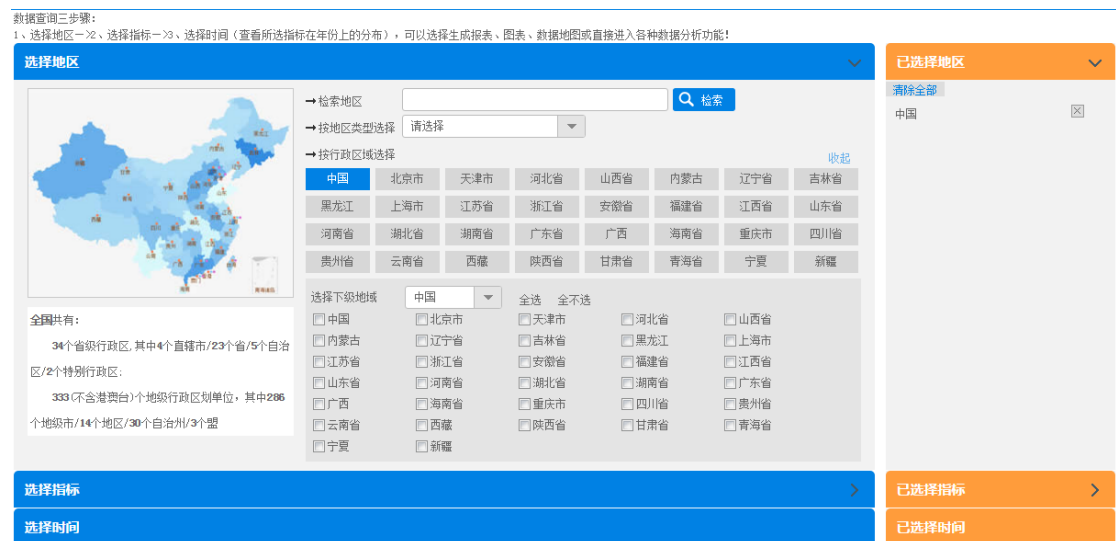 数据查询三步骤:
1、选择地区—>2、选择指标—>3、选择时间（查看所选指标在年份上的分布），可以选择生成报表、图表、数据地图或直接进入各种数据分析功能!
选择地区
已选择地区
清除全部
中国
检索地区
检索
按地区类型选择
请选择
按行政区域选择
收起
中国 北京市 天津市 河北省 山西省 内蒙古 辽宁省 吉林省
黑龙江 上海市 江苏省 浙江省 安徽省 福建省 江西省 山东省
河南省 湖北省 湖南省 广东省 广西 海南省 重庆市 四川省
贵州省 云南省 西藏 陕西省 甘肃省 青海省 宁夏 新疆
选择下级地域 中国 全选 全不选
中国 北京市 天津市 河北省 山西省
内蒙古 辽宁省 吉林省 黑龙江 上海市
江苏省 浙江省 安徽省 福建省 江西省
山东省 河南省 湖北省 湖南省 广东省
广西 海南省 重庆市 四川省 贵州省
云南省 西藏 陕西省 甘肃省 青海省
宁夏 新疆
全国共有:
34个省级行政区,其中4个直辖市/23个省/5个自治
区/2个特别行政区:
333(不含港澳台)个地级行政区划单位，其中286
个地级市/14个地区/30个自治州/3个盟
选择指标
已选择指标
选择时间
已选择时间